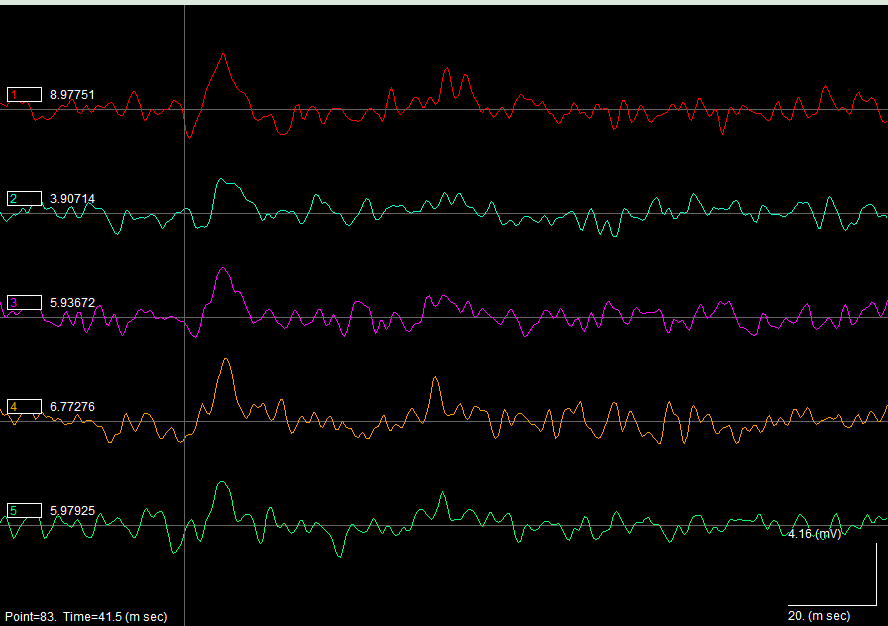 1 8.97751
2 3.90714
3 5.93672
4 6.77276
5 5.97925
4.16 (mV)
Point=83. Time=41.5 (m sec)
20. (m sec)